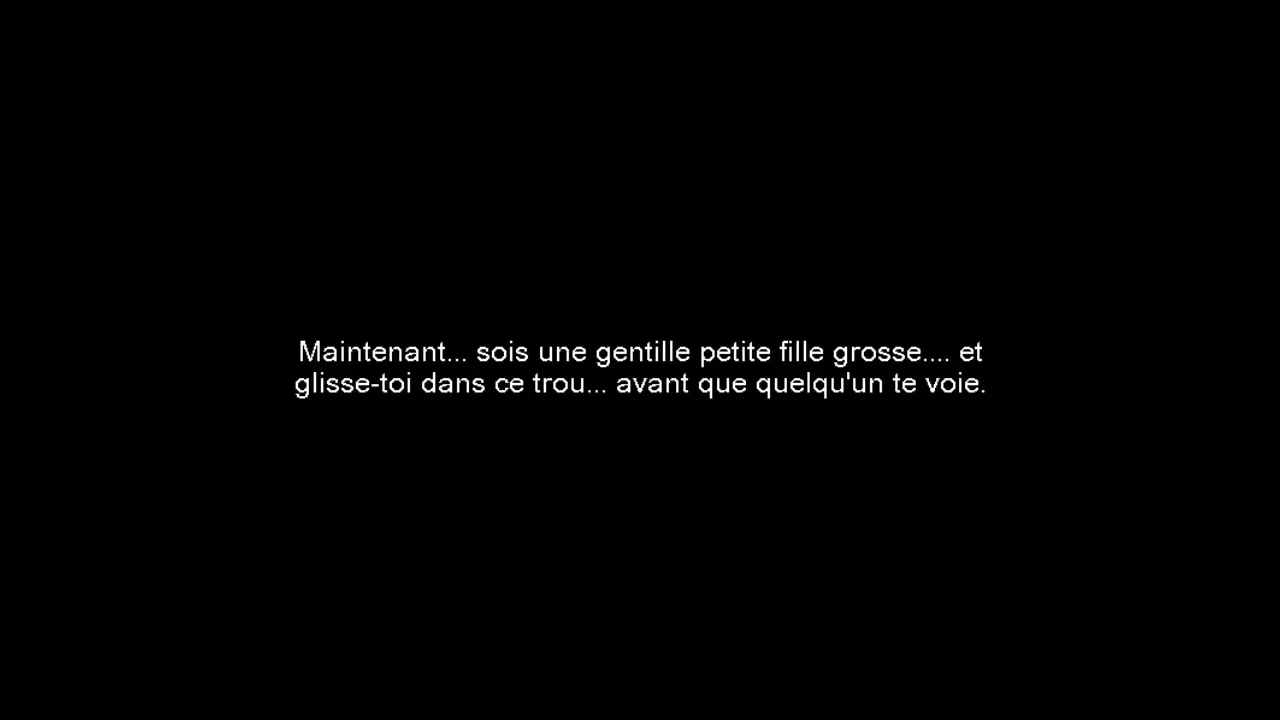 Maintenant... sois une gentille petite fille grosse.... et
glisse-toi dans ce trou... avant que quelqu'un te voie.